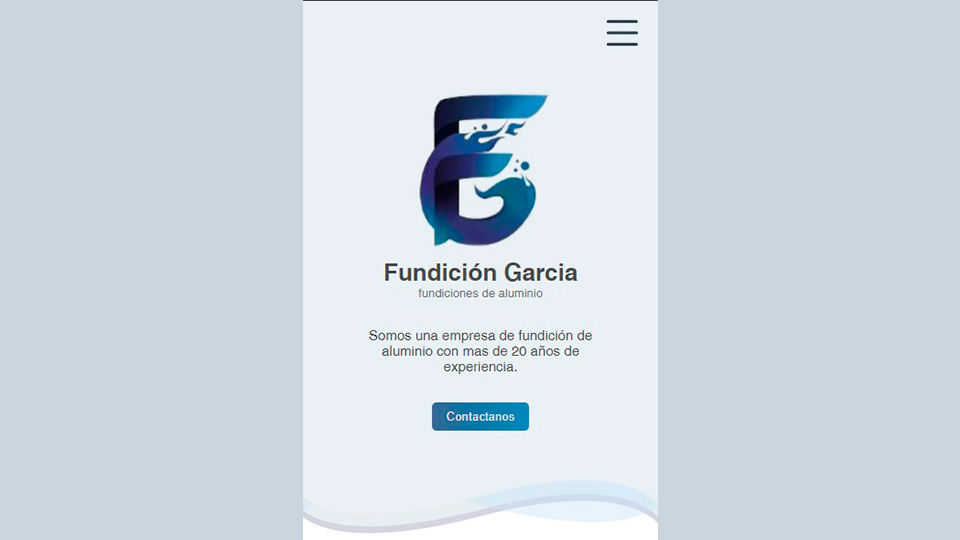 Fundición Garcia
fundiciones de aluminio
Somos una empresa de fundición de
aluminio con mas de 20 años de
experiencia.
Contactanos